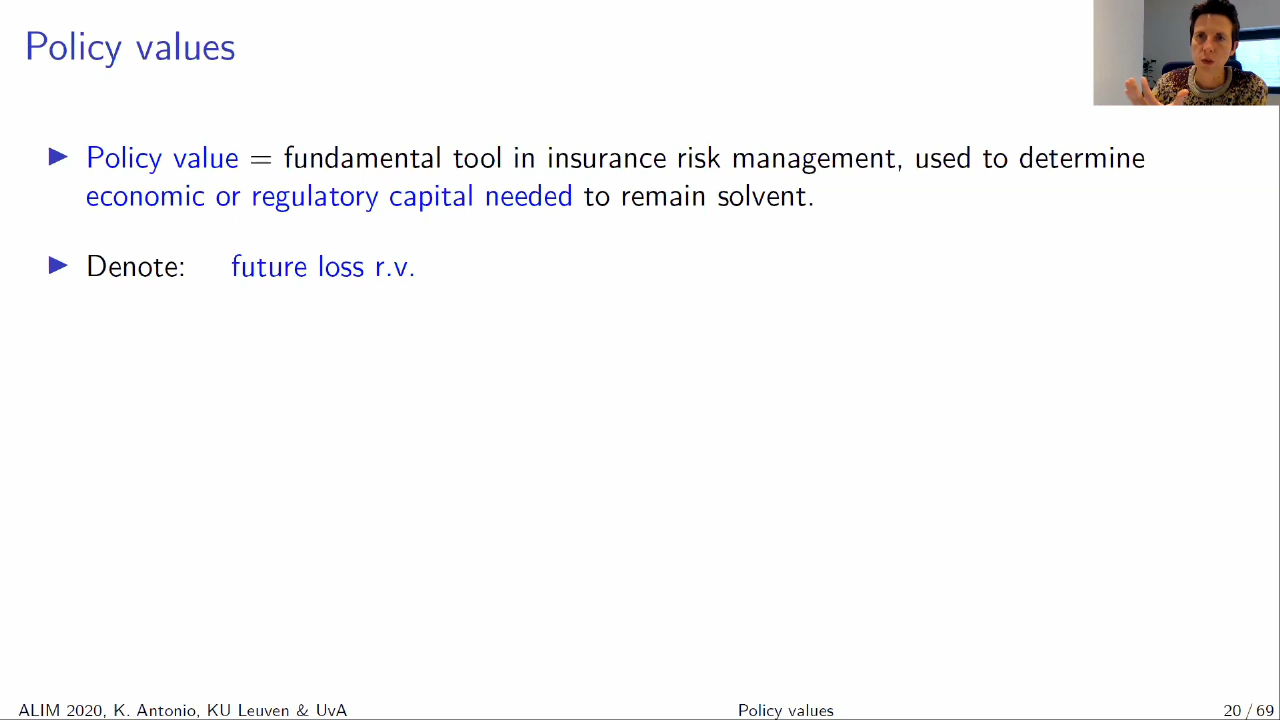 Policy values
▶ Policy value = fundamental tool in insurance risk management, used to determine
economic or regulatory capital needed to remain solvent.
▶ Denote: future loss r.v.
ALIM 2020, K. Antonio, KU Leuven & UvA Policy values 20 / 69